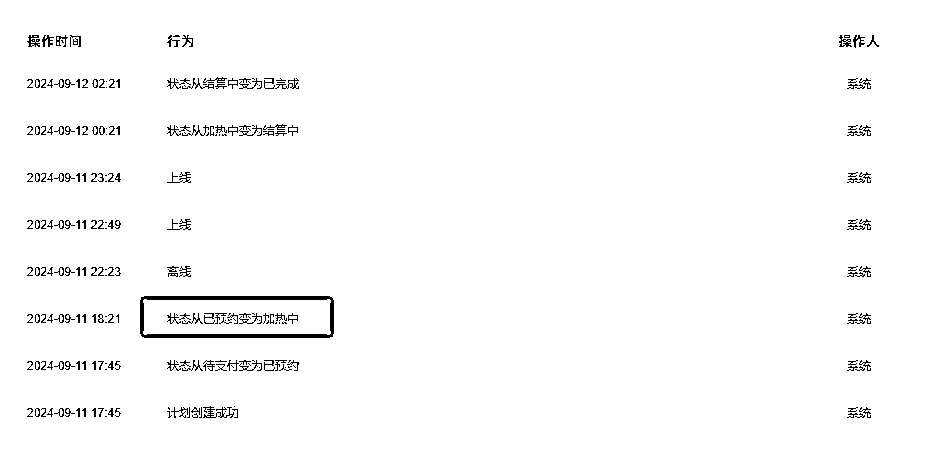 操作时间 行为 操作人
2024-09-12 02:21 状态从结算中变为已完成 系统
2024-09-12 00:21 状态从加热中变为结算中 系统
2024-09-11 23:24 上线 系统
2024-09-11 22:49 上线 系统
2024-09-11 22:23 离线 系统
2024-09-11 18:21 状态从已预约变为加热中 系统
2024-09-11 17:45 状态从待支付变为已预约 系统
2024-09-11 17:45 计划创建成功 系统